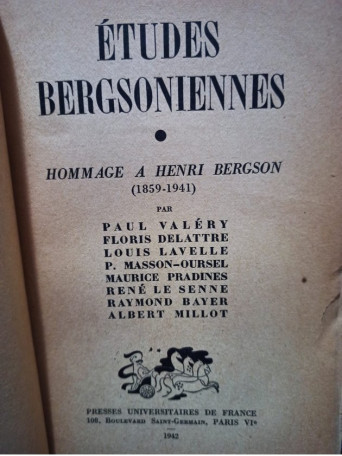 ÉTUDES
BERGSONIENNES
HOMMAGE A HENRI BERGSON
(1859-1941)
PAR
PAUL VALÉRY
FLORIS DELATTRE
LOUIS LAVELLE
P. MASSON-OURSEL
MAURICE PRADINES
RENÉ LE SENNE
RAYMOND BAYER
ALBERT MILLOT
PRESSES UNIVERSITAIRES DE FRANCE
108, BOULEVARD SAINT-GERMAIN, PARIS VIe
1942